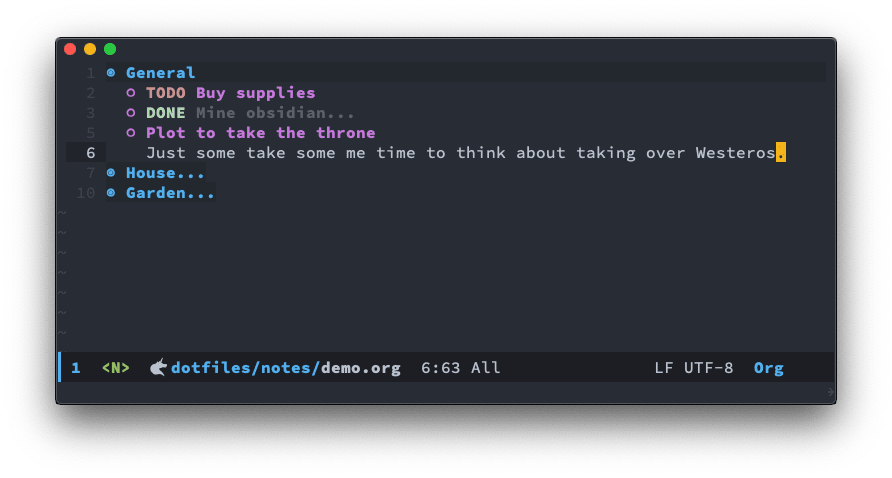 1 General
2 TODO Buy supplies
3 DONE Mine obsidian...
5 Plot to take the throne
6 Just some take some me time to think about taking over Westeros.
7 House...
10 Garden...
~
~
~
~
~
~
~
1 <N> dotfiles/notes/demo.org 6:63 All LF UTF-8 Org